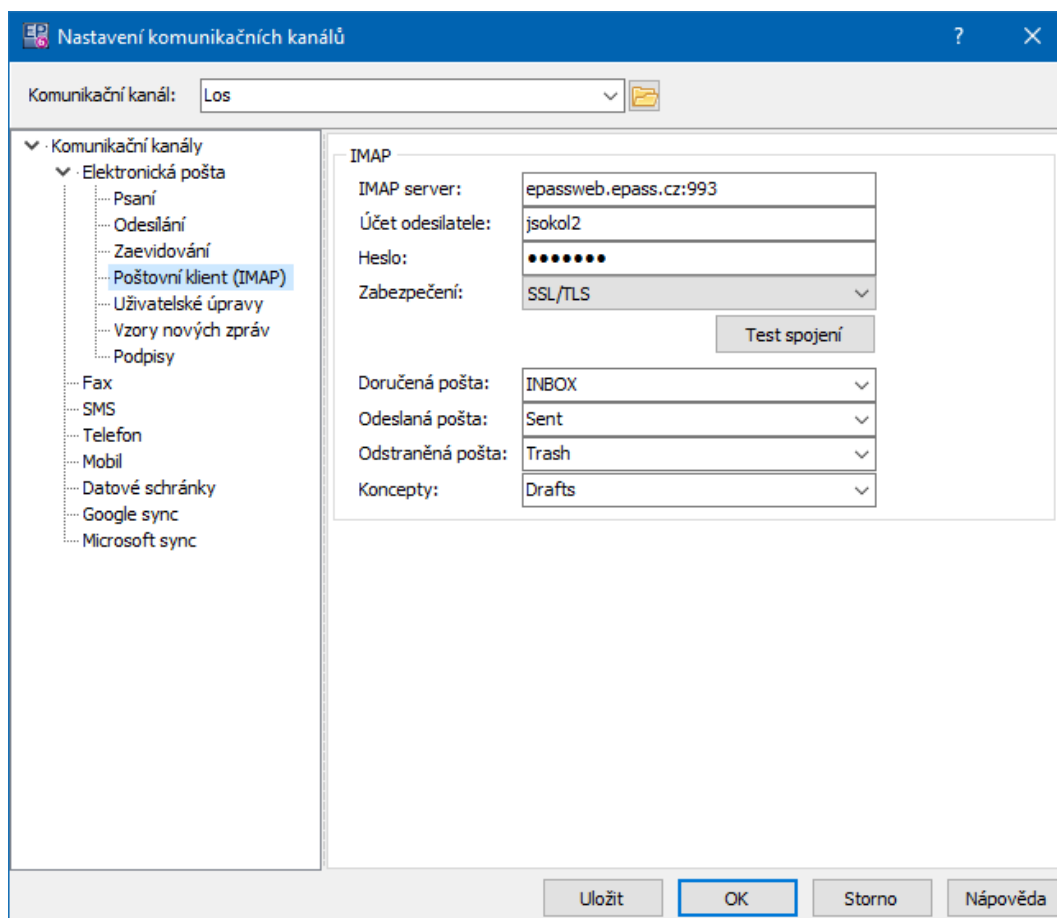 Nastavení komunikačních kanálů
Komunikační kanál: Los
Komunikační kanály
Elektronická pošta
Psaní
Odesílání
Zaevidování
Poštovní klient (IMAP)
Uživatelské úpravy
Vzory nových zpráv
Podpisy
Fax
SMS
Telefon
Mobil
Datové schránky
Google sync
Microsoft sync
IMAP
IMAP server: epassweb.epass.cz:993
Účet odesilatele: jsokol2
Heslo: •••••••
Zabezpečení: SSL/TLS
Test spojení
Doručená pošta: INBOX
Odeslaná pošta: Sent
Odstraněná pošta: Trash
Koncepty: Drafts
Uložit OK Storno Nápověda